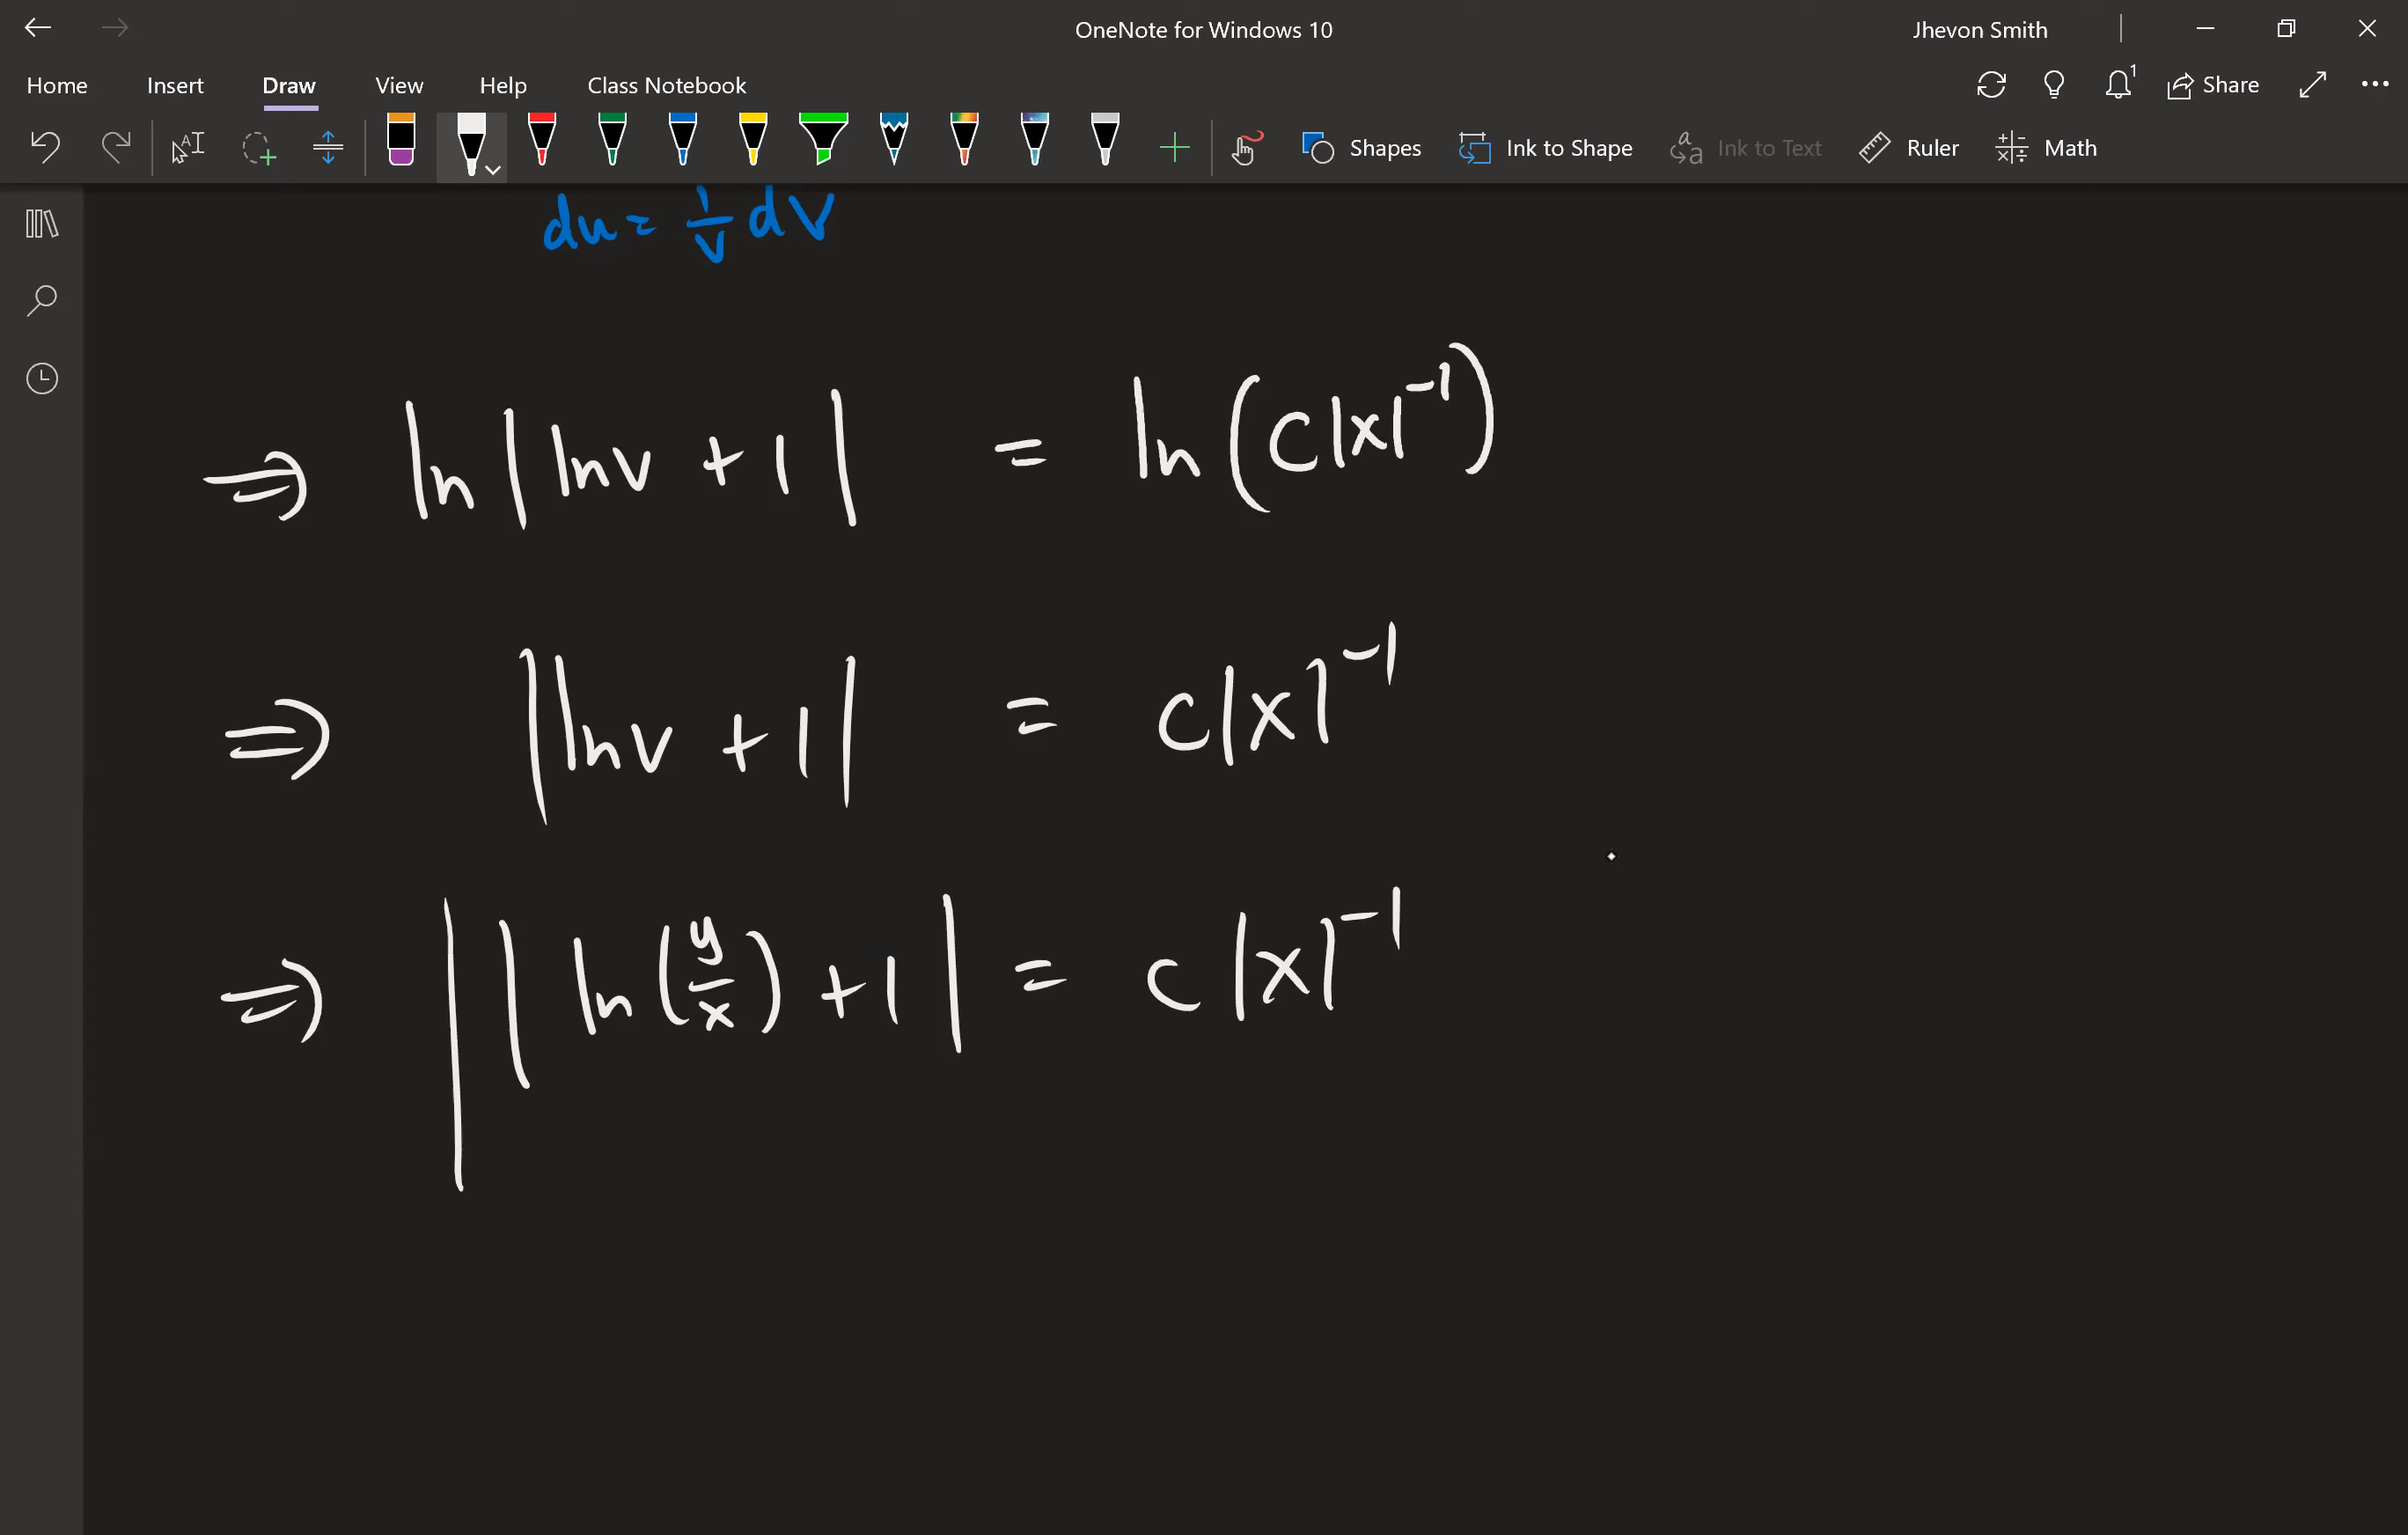 OneNote for Windows 10
Jhevon Smith
Home Insert Draw View Help Class Notebook
1 Share
Shapes Ink to Shape Ink to Text Ruler Math
du = 1/v dv
⇒ ln | lnv + 1 | = ln(C|x|⁻¹)
⇒ | lnv + 1 | = C|x|⁻¹
⇒ | | ln(y/x) + 1 | = C|x|⁻¹